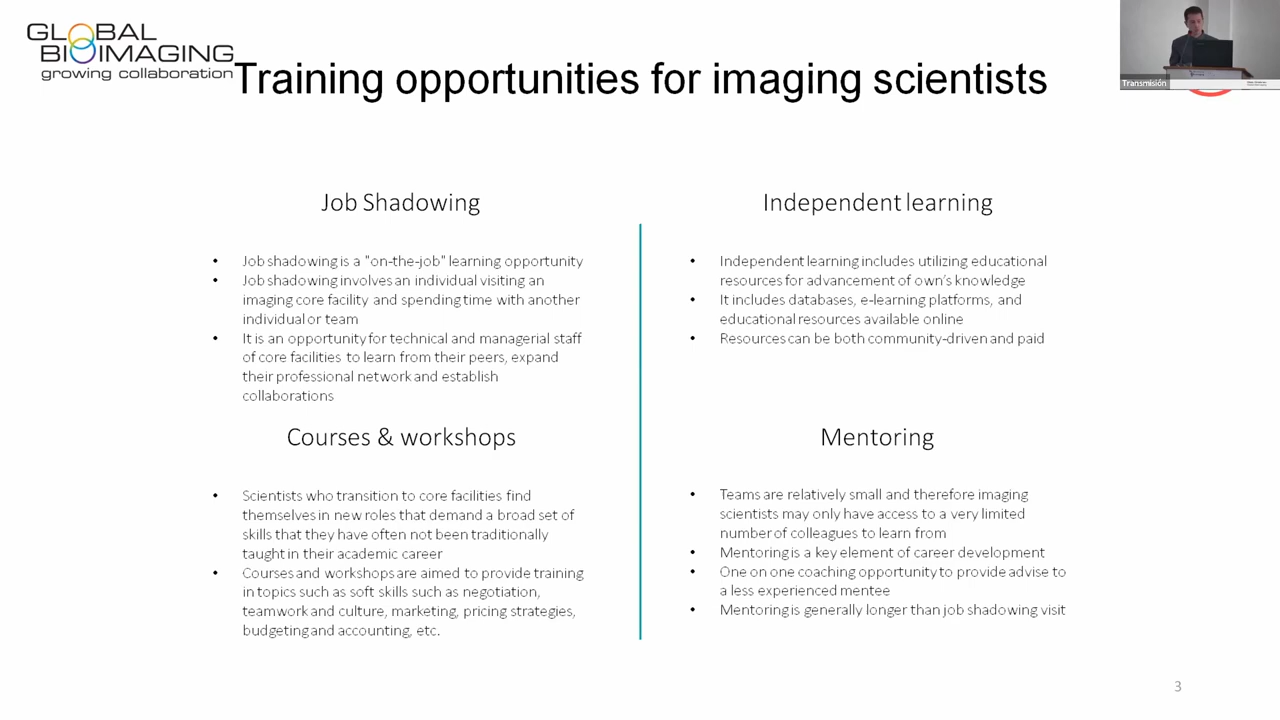 GLOBAL
BIOIMAGING
growing collaboration
Training opportunities for imaging scientists
Transmisión
Job Shadowing
• Job shadowing is a "on-the-job" learning opportunity
• Job shadowing involves an individual visiting an
imaging core facility and spending time with another
individual or team
• It is an opportunity for technical and managerial staff
of core facilities to learn from their peers, expand
their professional network and establish
collaborations
Independent learning
• Independent learning includes utilizing educational
resources for advancement of own's knowledge
• It includes databases, e-learning platforms, and
educational resources available online
• Resources can be both community-driven and paid
Courses & workshops
• Scientists who transition to core facilities find
themselves in new roles that demand a broad set of
skills that they have often not been traditionally
taught in their academic career
• Courses and workshops are aimed to provide training
in topics such as soft skills such as negotiation,
teamwork and culture, marketing, pricing strategies,
budgeting and accounting, etc.
Mentoring
• Teams are relatively small and therefore imaging
scientists may only have access to a very limited
number of colleagues to learn from
• Mentoring is a key element of career development
• One on one coaching opportunity to provide advise to
a less experienced mentee
• Mentoring is generally longer than job shadowing visit
3